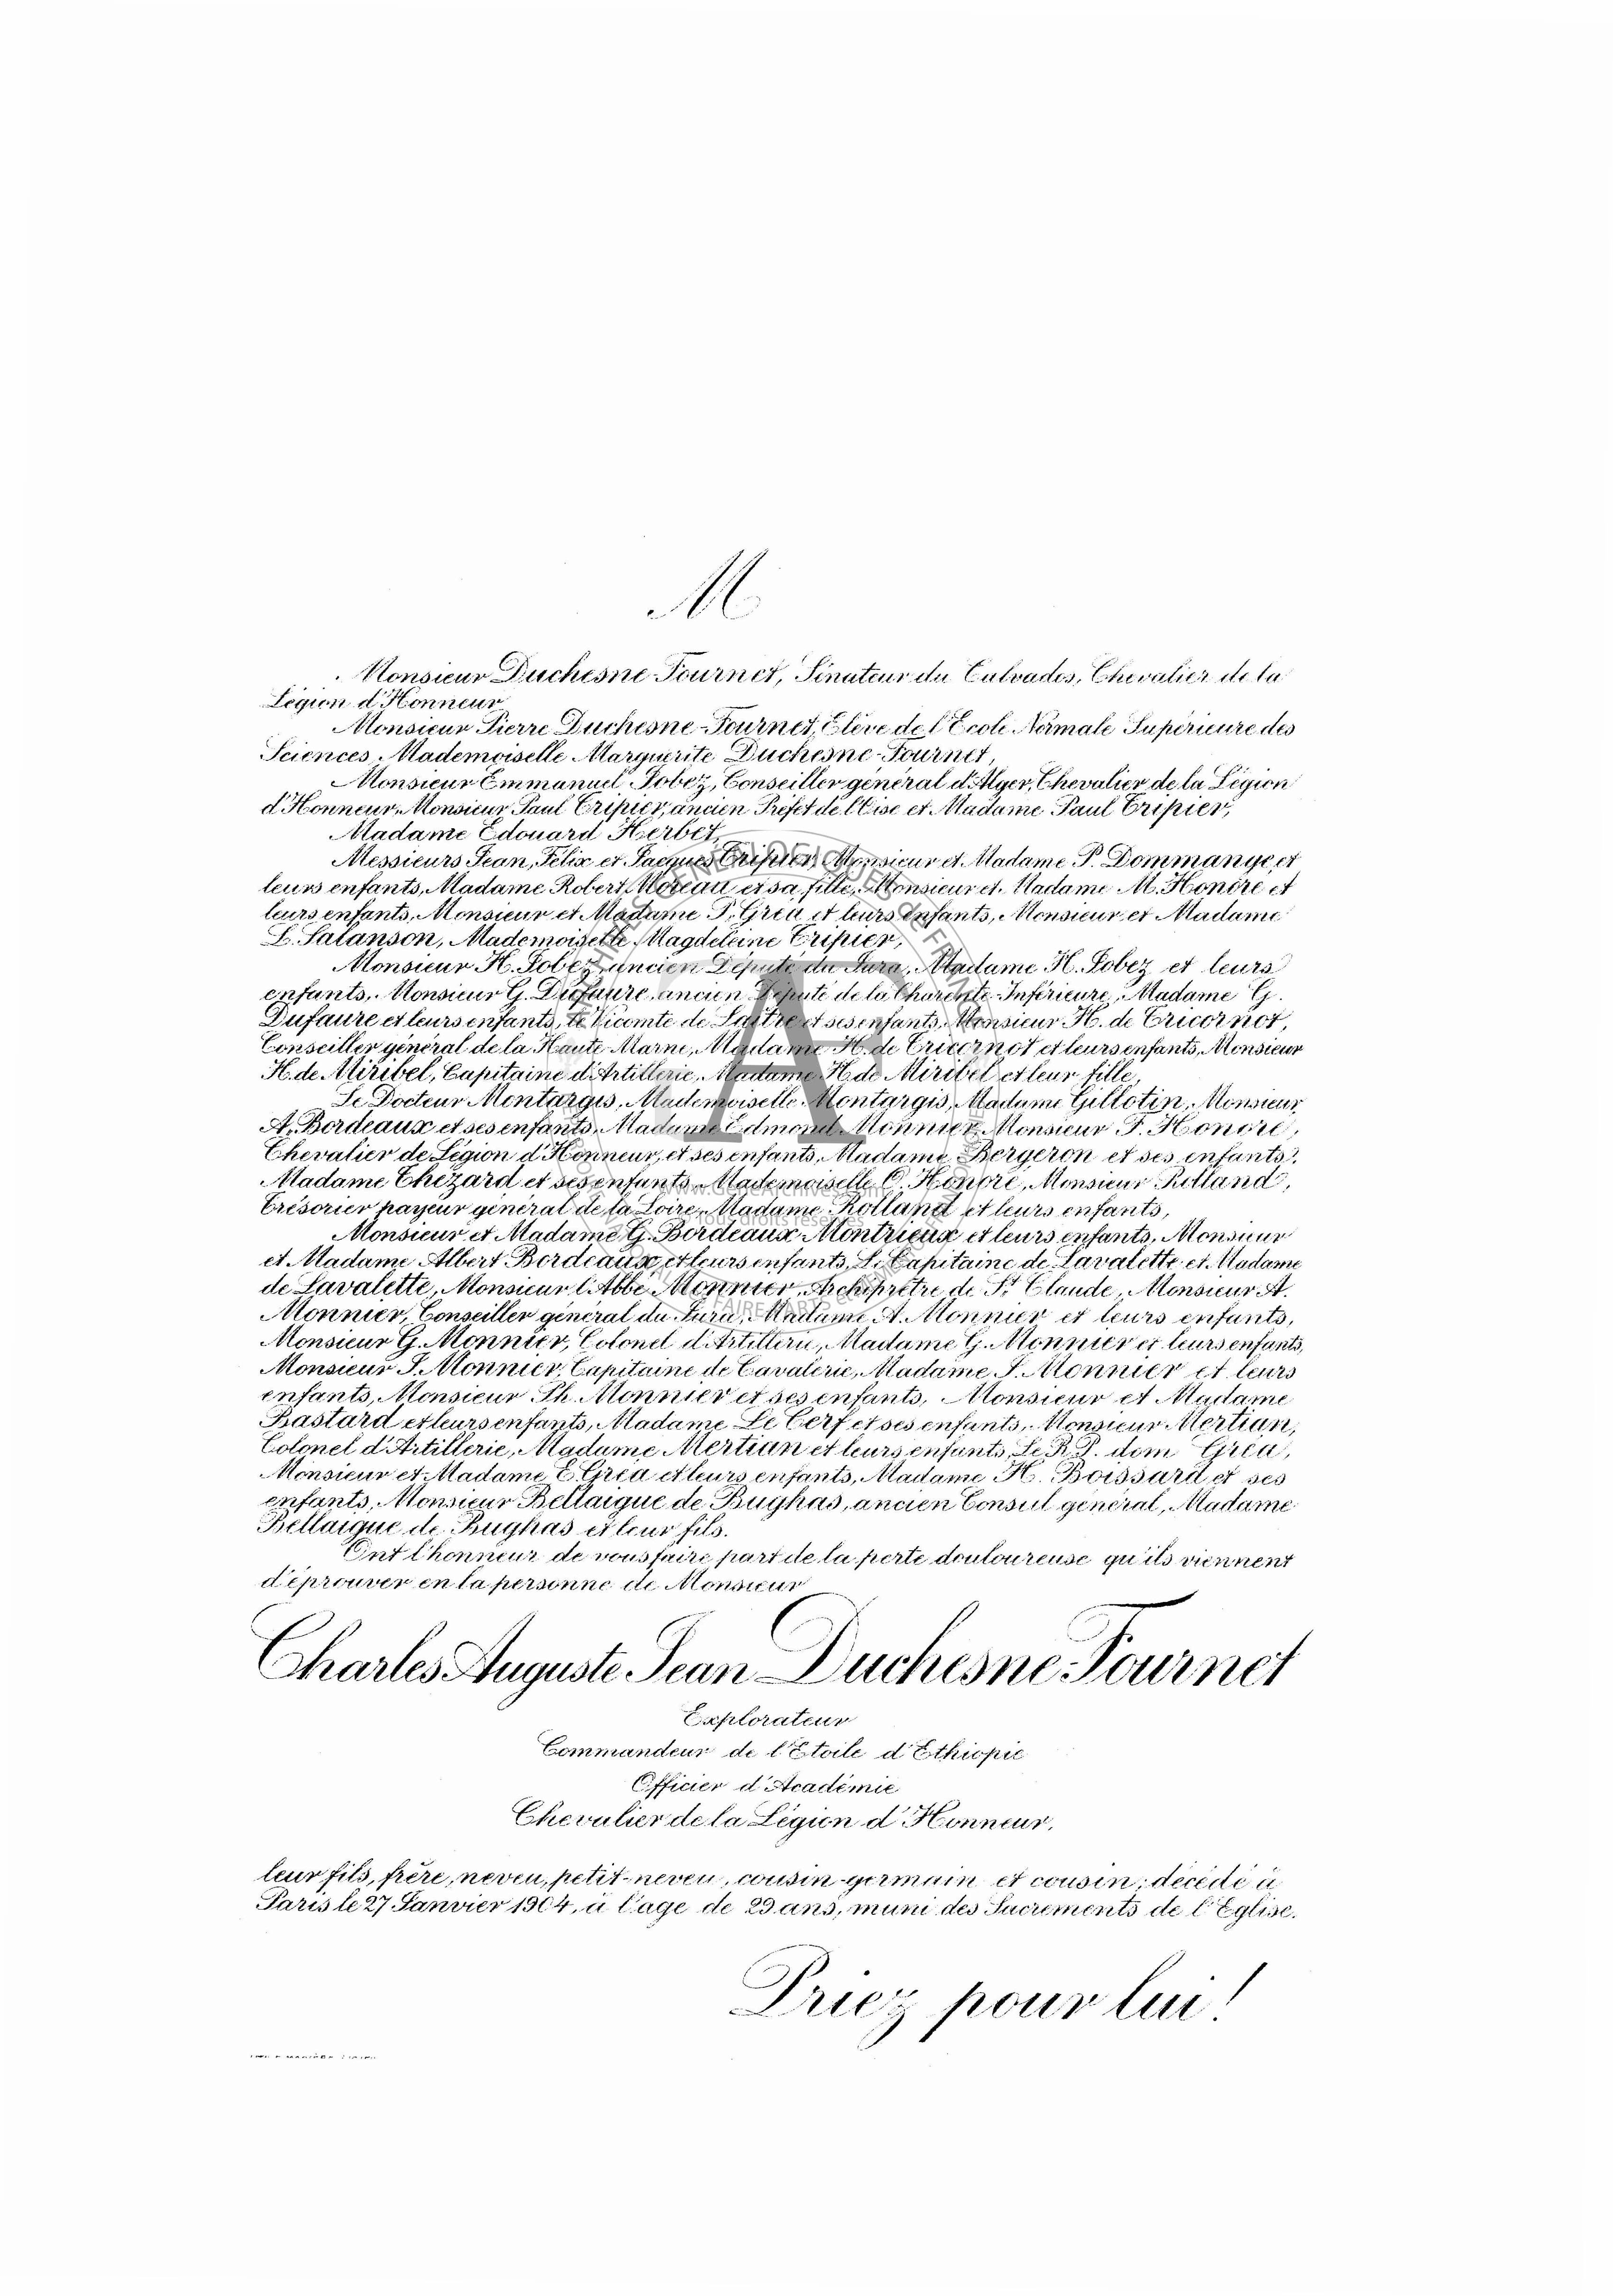 M
Monsieur Duchesne-Fournet, Sénateur du Calvados, Chevalier de la
Légion d'Honneur
Monsieur Pierre Duchesne-Fournet, Elève de l'Ecole Normale Supérieure des
Sciences, Mademoiselle Marguerite Duchesne-Fournet,
Monsieur Emmanuel Jobez, Conseiller général d'Alger, Chevalier de la Légion
d'Honneur, Monsieur Paul Tripier, ancien Préfet de l'Oise et Madame Paul Tripier,
Madame Edouard Herbet,
Messieurs Jean, Félix et Jacques Tripier, Monsieur et Madame P. Dommange, et
leurs enfants, Madame Robert Moreau et sa fille, Monsieur et Madame M. Honoré et
leurs enfants, Monsieur et Madame P. Gréa et leurs enfants, Monsieur et Madame
L. Salanson, Mademoiselle Magdeleine Tripier,
Monsieur H. Jobez, ancien Député du Jura, Madame H. Jobez et leurs
enfants, Monsieur G. Dufaure, ancien Député de la Charente-Inférieure, Madame G.
Dufaure et leurs enfants, le Vicomte de Lastre et ses enfants, Monsieur H. de Tricornot,
Conseiller général de la Haute-Marne, Madame H. de Tricornot et leurs enfants, Monsieur
H. de Miribel, Capitaine d'Artillerie, Madame H. de Miribel et leur fille,
Le Docteur Montargis, Mademoiselle Montargis, Madame Gillotin, Monsieur
A. Bordeaux et ses enfants, Madame Edmond Monnier, Monsieur F. Honoré,
Chevalier de Légion d'Honneur, et ses enfants, Madame Bergeron et ses enfants,
Madame Chézard et ses enfants, Mademoiselle O. Honoré, Monsieur Rolland,
Trésorier payeur général de la Loire, Madame Rolland et leurs enfants,
Monsieur et Madame G. Bordeaux-Montrieux et leurs enfants, Monsieur
et Madame Albert Bordeaux et leurs enfants, Le Capitaine de Lavalette et Madame
de Lavalette, Monsieur l'Abbé Monnier, Archiprêtre de St Claude, Monsieur A.
Monnier, Conseiller général du Jura, Madame A. Monnier et leurs enfants,
Monsieur G. Monnier, Colonel d'Artillerie, Madame G. Monnier et leurs enfants,
Monsieur J. Monnier, Capitaine de Cavalerie, Madame J. Monnier et leurs
enfants, Monsieur Ph. Monnier et ses enfants, Monsieur et Madame
Bastard et leurs enfants, Madame Le Cerf et ses enfants, Monsieur Mertian,
Colonel d'Artillerie, Madame Mertian et leurs enfants, Le R.P. dom Gréa,
Monsieur et Madame E. Gréa et leurs enfants, Madame H. Boissard et ses
enfants, Monsieur Bellaigue de Bughas, ancien Consul général, Madame
Bellaigue de Bughas et leur fils.
Ont l'honneur de vous faire part de la perte douloureuse qu'ils viennent
d'éprouver en la personne de Monsieur
Charles Auguste Jean Duchesne-Fournet
Explorateur
Commandeur de l'Etoile d'Ethiopie
Officier d'Académie
Chevalier de la Légion d'Honneur,
leur fils, frère, neveu, petit-neveu, cousin-germain et cousin; décédé à
Paris le 27 Janvier 1904, à l'age de 29 ans, muni des Sacrements de l'Eglise.
Priez pour lui !